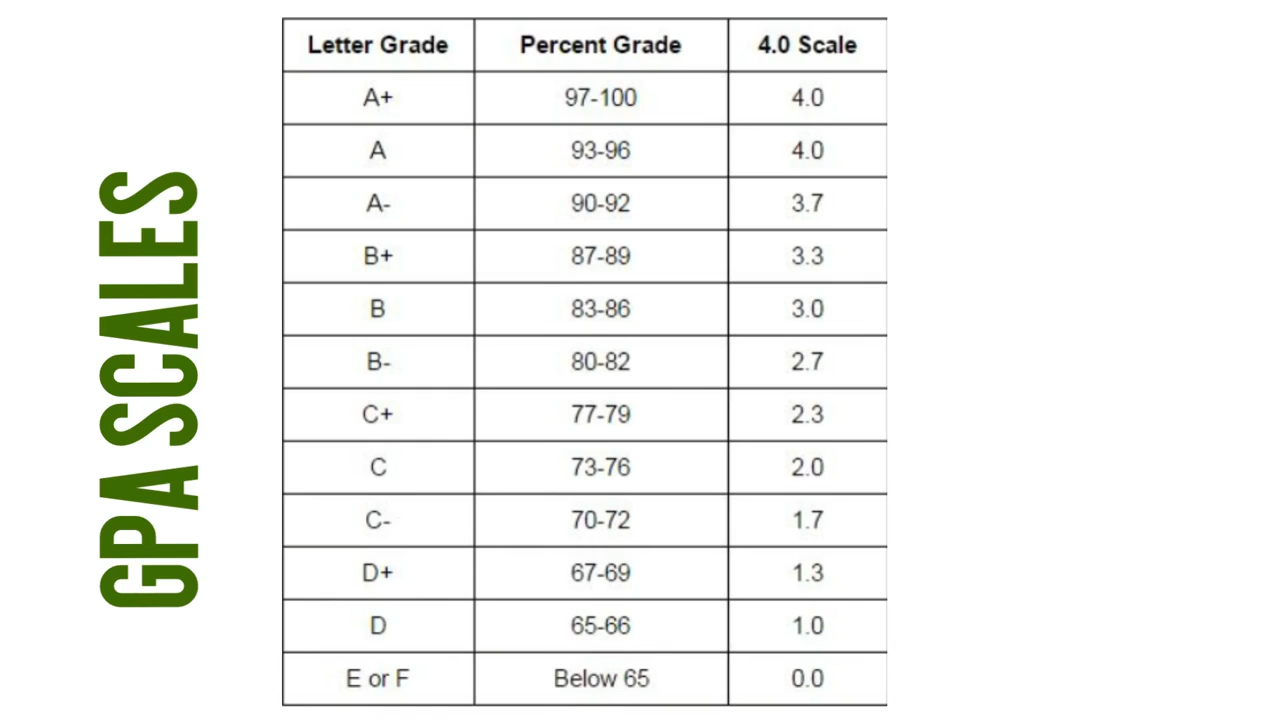 GPA SCALES
Letter Grade Percent Grade 4.0 Scale
A+ 97-100 4.0
A 93-96 4.0
A- 90-92 3.7
B+ 87-89 3.3
B 83-86 3.0
B- 80-82 2.7
C+ 77-79 2.3
C 73-76 2.0
C- 70-72 1.7
D+ 67-69 1.3
D 65-66 1.0
E or F Below 65 0.0